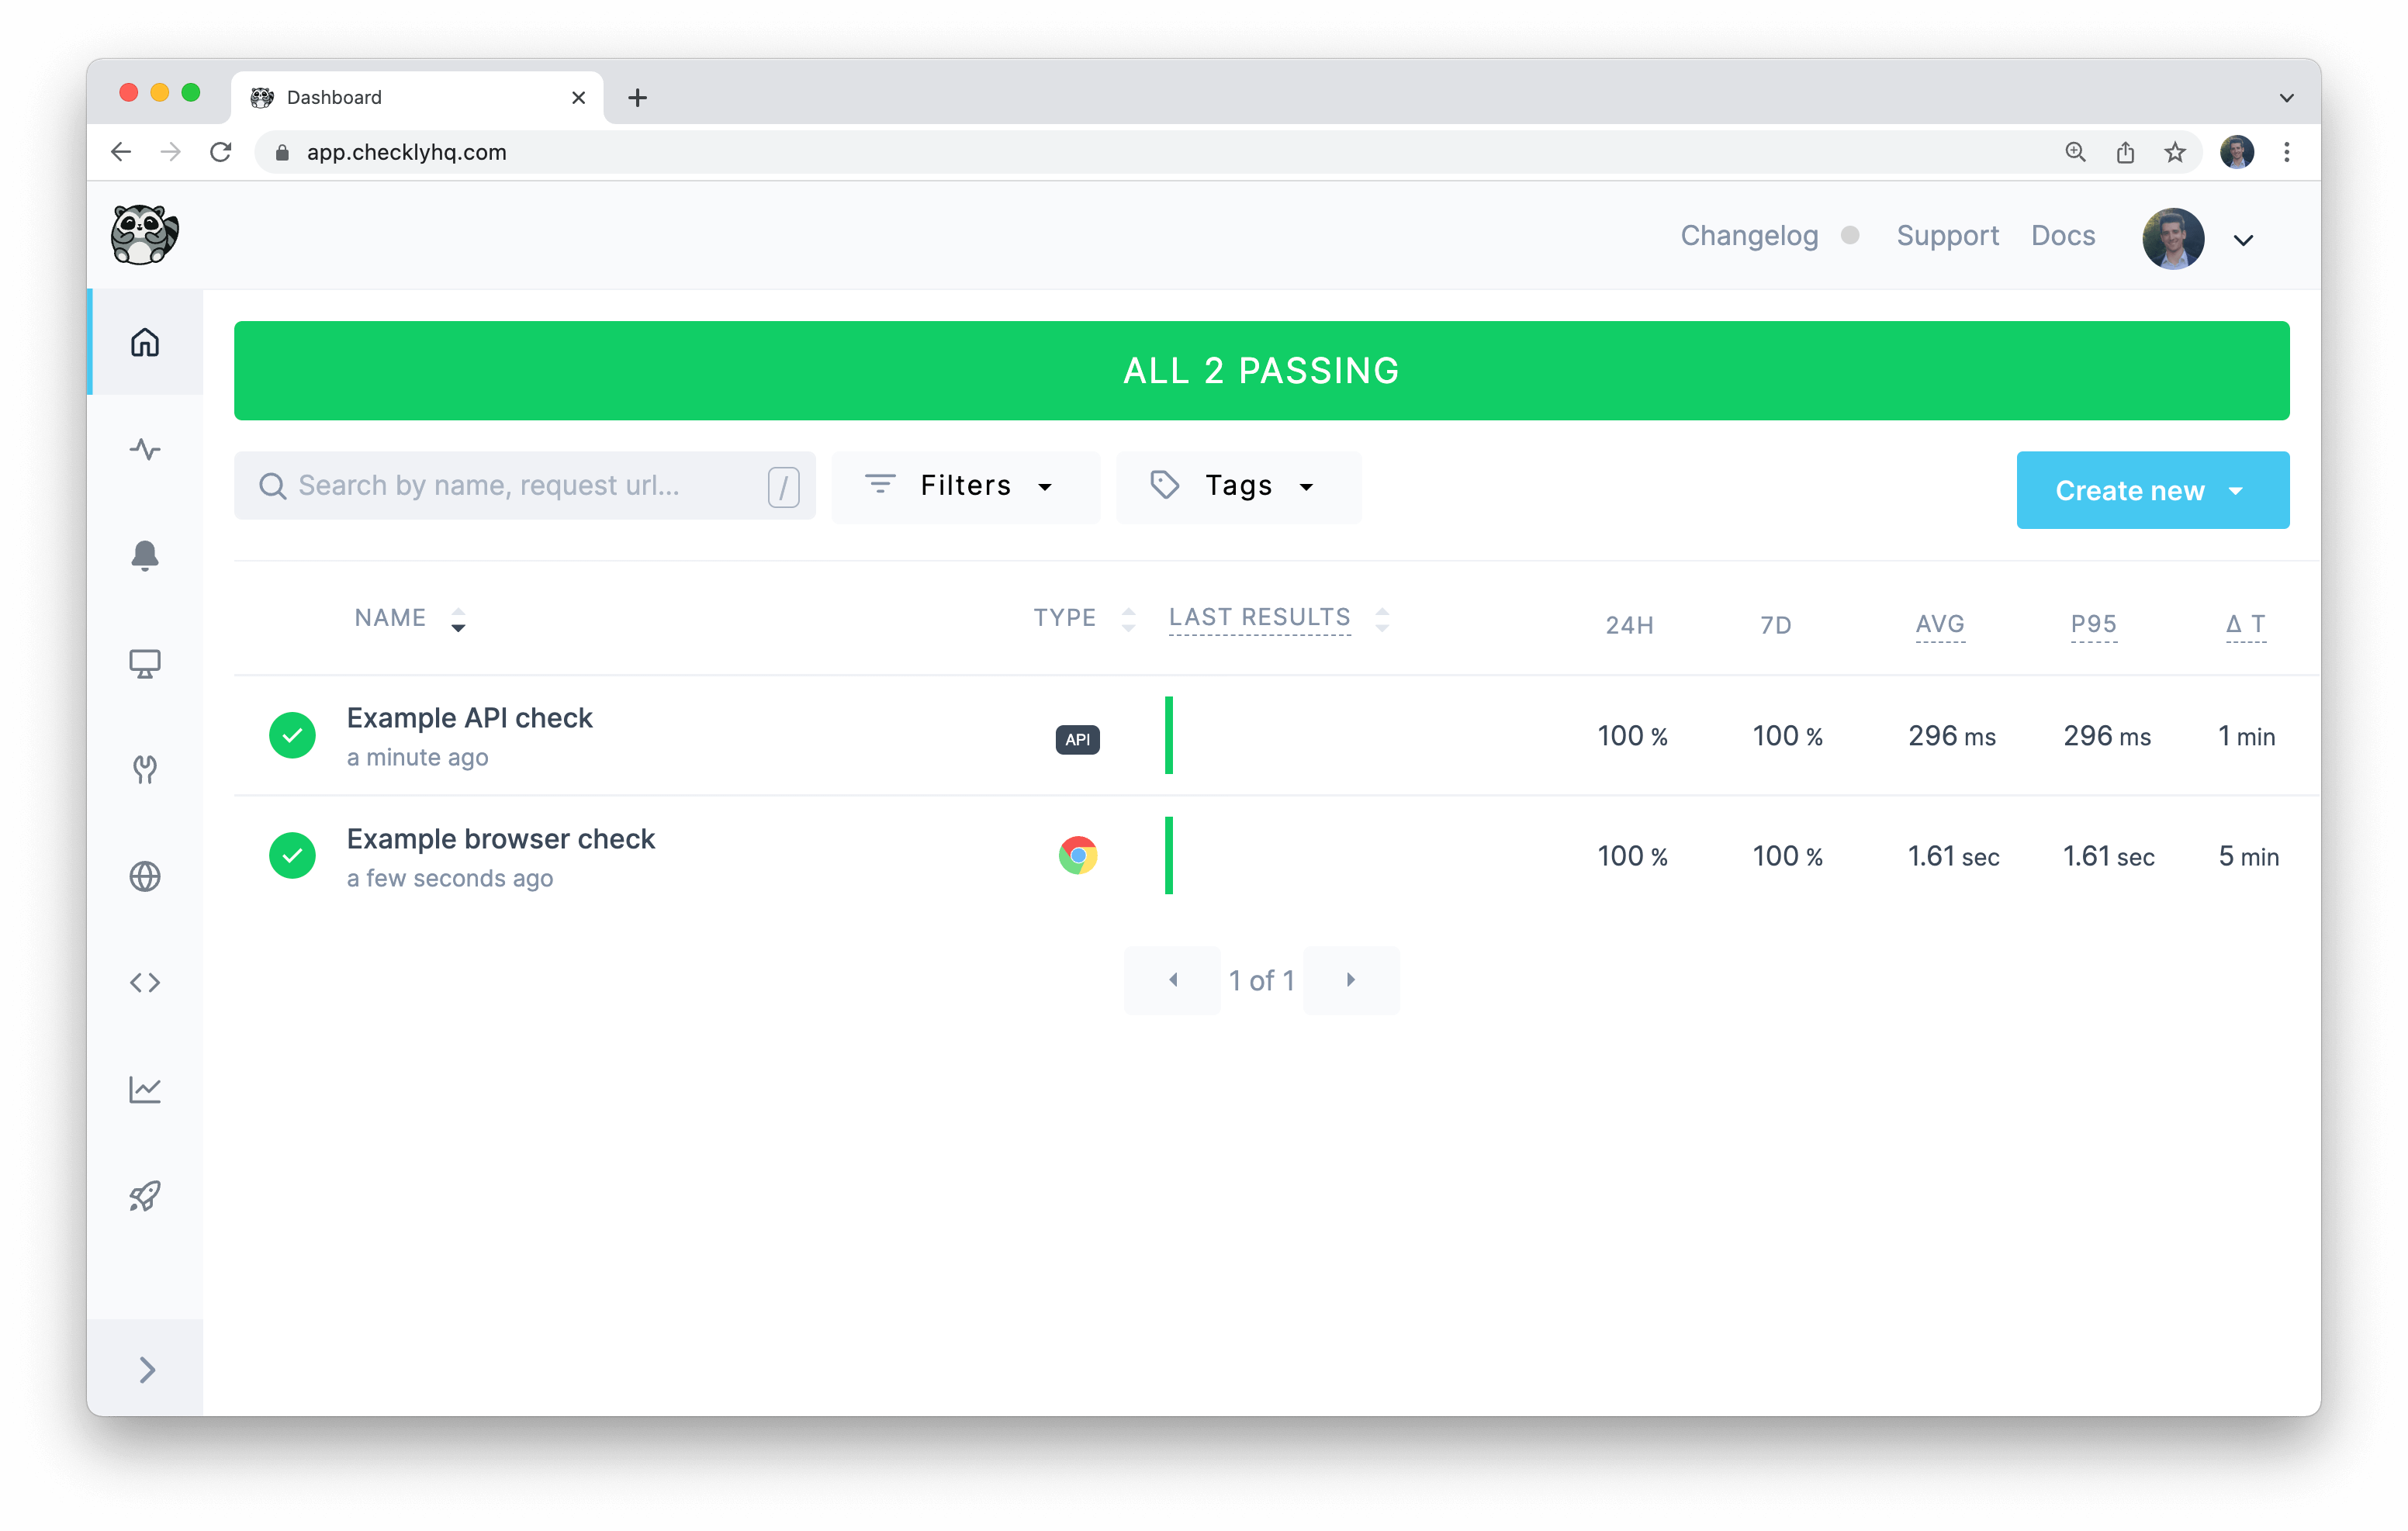 Dashboard
app.checklyhq.com
Changelog Support Docs
ALL 2 PASSING
Search by name, request url... /
Filters
Tags
Create new
NAME TYPE LAST RESULTS 24H 7D AVG P95 Δ T
Example API check
a minute ago
API
100 % 100 % 296 ms 296 ms 1 min
Example browser check
a few seconds ago
100 % 100 % 1.61 sec 1.61 sec 5 min
1 of 1